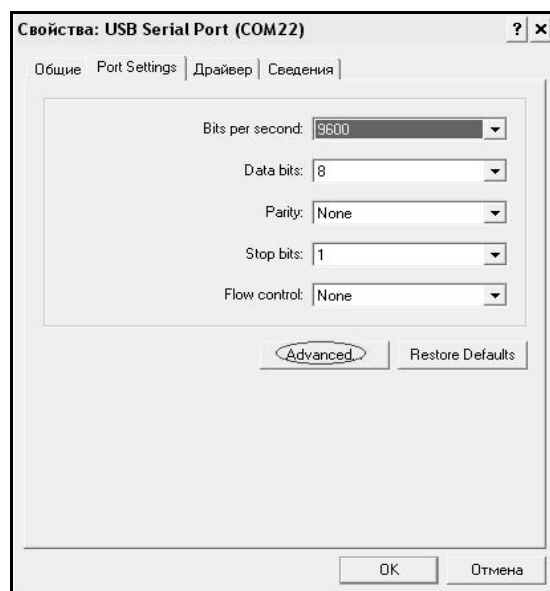 Свойства: USB Serial Port (COM22)
Общие Port Settings Драйвер Сведения
Bits per second: 9600
Data bits: 8
Parity: None
Stop bits: 1
Flow control: None
Advanced... Restore Defaults
OK Отмена